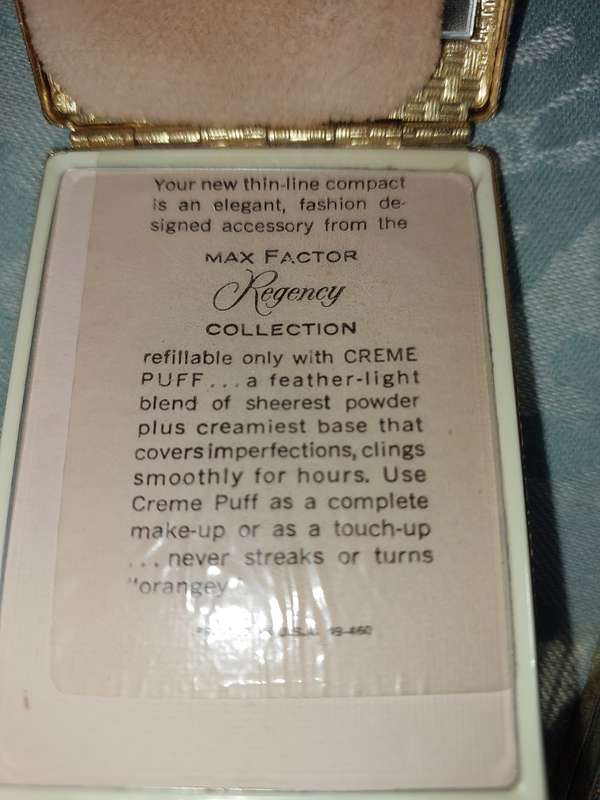 Your new thin-line compact
is an elegant, fashion de-
signed accessory from the
MAX FACTOR
Regency
COLLECTION
refillable only with CREME
PUFF...a feather-light
blend of sheerest powder
plus creamiest base that
covers imperfections, clings
smoothly for hours. Use
Creme Puff as a complete
make-up or as a touch-up
...never streaks or turns
"orangey."
U.S.A. 19-460